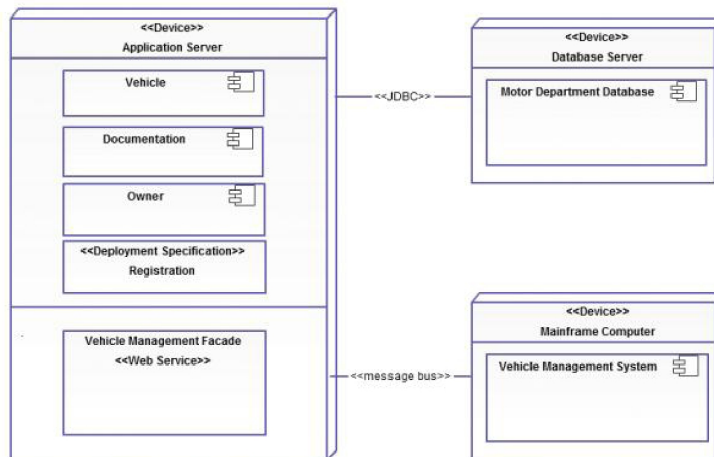 <<Device>>
Application Server
Vehicle
Documentation
Owner
<<Deployment Specification>>
Registration
Vehicle Management Facade
<<Web Service>>
<<JDBC>>
<<Device>>
Database Server
Motor Department Database
<<message bus>>
<<Device>>
Mainframe Computer
Vehicle Management System